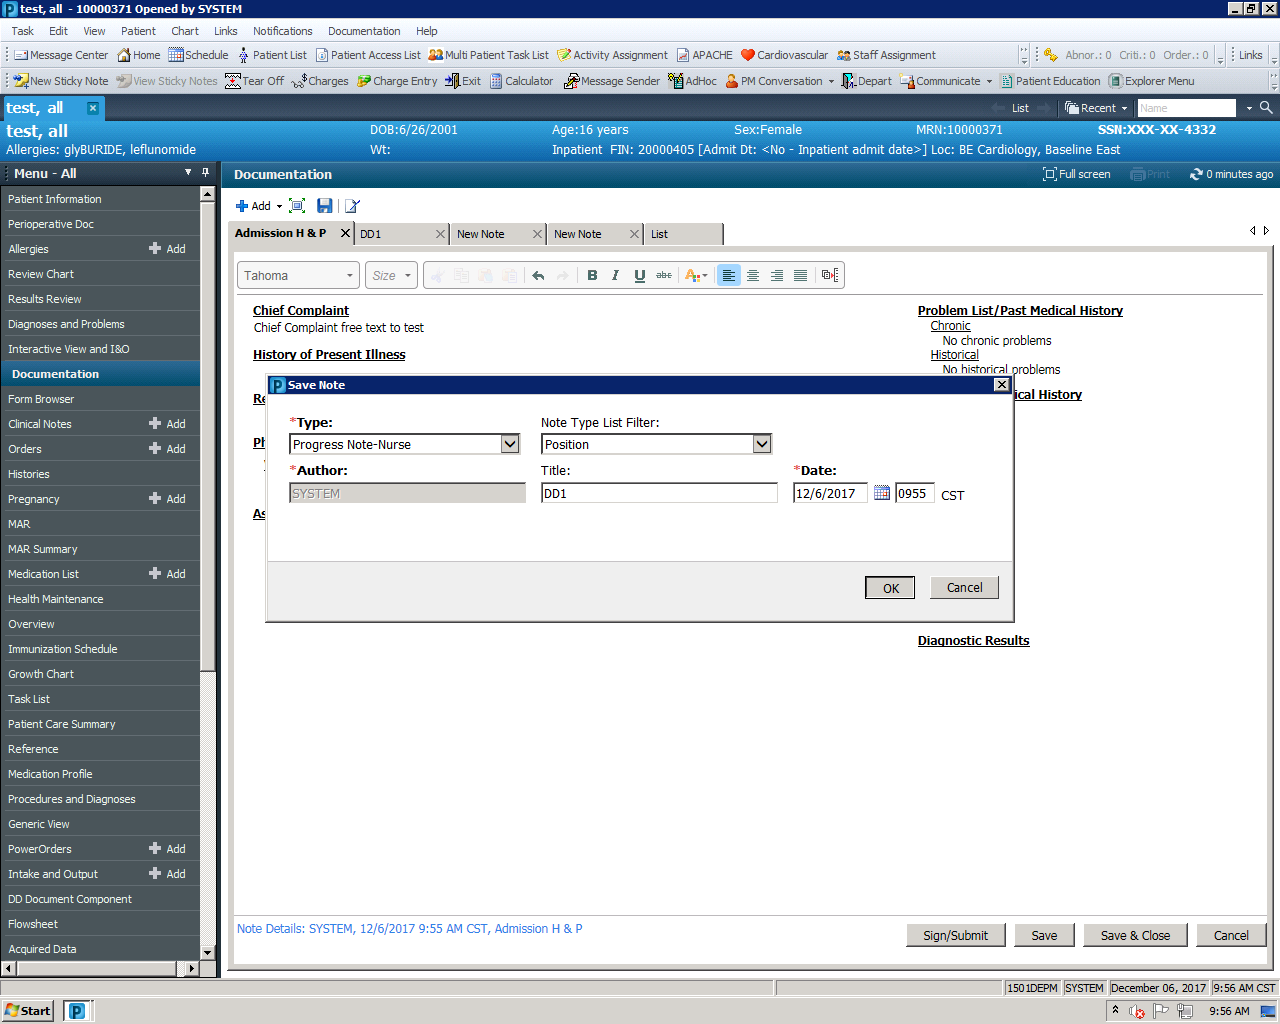 test, all - 10000371 Opened by SYSTEM
Task Edit View Patient Chart Links Notifications Documentation Help
Message Center Home Schedule Patient List Patient Access List Multi Patient Task List Activity Assignment APACHE Cardiovascular Staff Assignment Abnor.: 0 Criti.: 0 Order.: 0 Links
New Sticky Note View Sticky Notes Tear Off Charges Charge Entry Exit Calculator Message Sender AdHoc PM Conversation Depart Communicate Patient Education Explorer Menu
test, all List Recent Name
test, all DOB:6/26/2001 Age:16 years Sex:Female MRN:10000371 SSN:XXX-XX-4332
Allergies: glyBURIDE, leflunomide Wt: Inpatient FIN: 20000405 [Admit Dt: <No - Inpatient admit date>] Loc: BE Cardiology, Baseline East
Menu - All
Patient Information
Perioperative Doc
Allergies Add
Review Chart
Results Review
Diagnoses and Problems
Interactive View and I&O
Documentation
Form Browser
Clinical Notes Add
Orders Add
Histories
Pregnancy Add
MAR
MAR Summary
Medication List Add
Health Maintenance
Overview
Immunization Schedule
Growth Chart
Task List
Patient Care Summary
Reference
Medication Profile
Procedures and Diagnoses
Generic View
PowerOrders Add
Intake and Output Add
DD Document Component
Flowsheet
Acquired Data
Documentation Full screen Print 0 minutes ago
Add
Admission H & P DD1 New Note New Note List
Tahoma Size B I U abc A
Chief Complaint
Chief Complaint free text to test
History of Present Illness
Re
Ph
As
Problem List/Past Medical History
Chronic
No chronic problems
Historical
No historical problems
ical History
Diagnostic Results
Save Note
*Type: Note Type List Filter:
Progress Note-Nurse Position
*Author: Title: *Date:
SYSTEM DD1 12/6/2017 0955 CST
OK Cancel
Note Details: SYSTEM, 12/6/2017 9:55 AM CST, Admission H & P
Sign/Submit Save Save & Close Cancel
1501DEPM SYSTEM December 06, 2017 9:56 AM CST
Start 9:56 AM